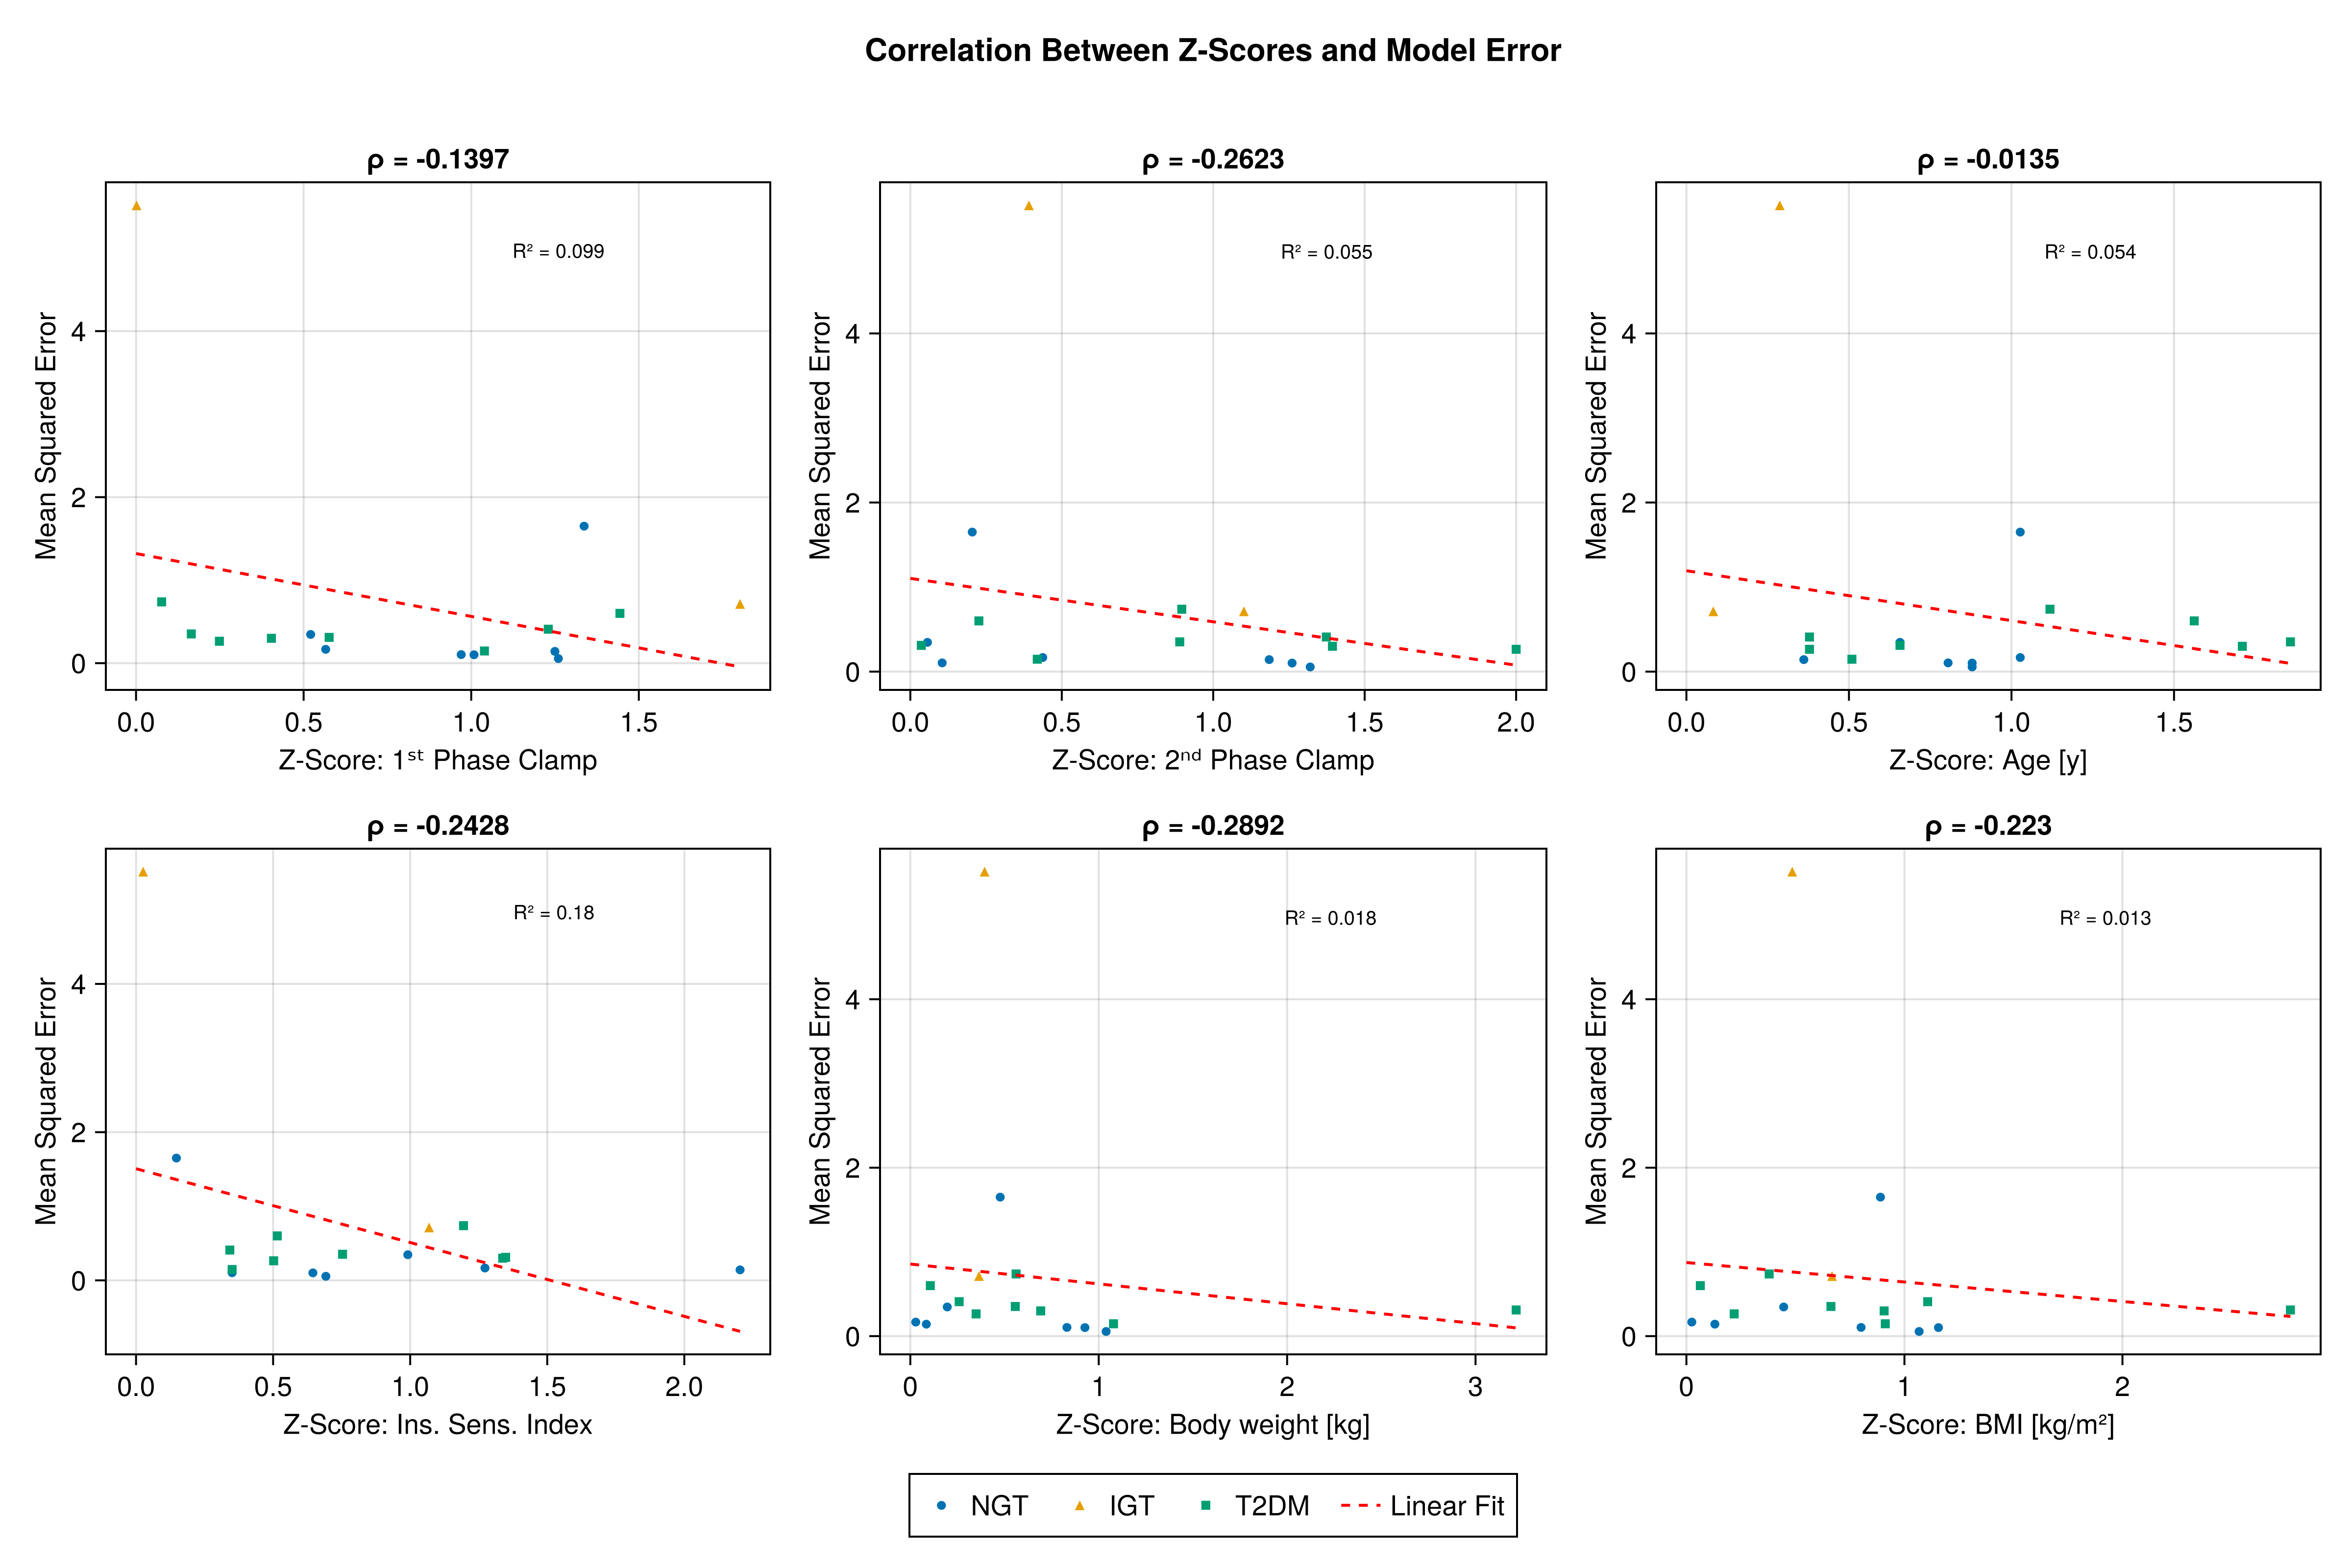 Correlation Between Z-Scores and Model Error
ρ = -0.1397
R² = 0.099
Mean Squared Error
4
2
0
0.0 0.5 1.0 1.5
Z-Score: 1ˢᵗ Phase Clamp
ρ = -0.2623
R² = 0.055
Mean Squared Error
4
2
0
0.0 0.5 1.0 1.5 2.0
Z-Score: 2ⁿᵈ Phase Clamp
ρ = -0.0135
R² = 0.054
Mean Squared Error
4
2
0
0.0 0.5 1.0 1.5
Z-Score: Age [y]
ρ = -0.2428
R² = 0.18
Mean Squared Error
4
2
0
0.0 0.5 1.0 1.5 2.0
Z-Score: Ins. Sens. Index
ρ = -0.2892
R² = 0.018
Mean Squared Error
4
2
0
0 1 2 3
Z-Score: Body weight [kg]
ρ = -0.223
R² = 0.013
Mean Squared Error
4
2
0
0 1 2
Z-Score: BMI [kg/m²]
NGT IGT T2DM Linear Fit